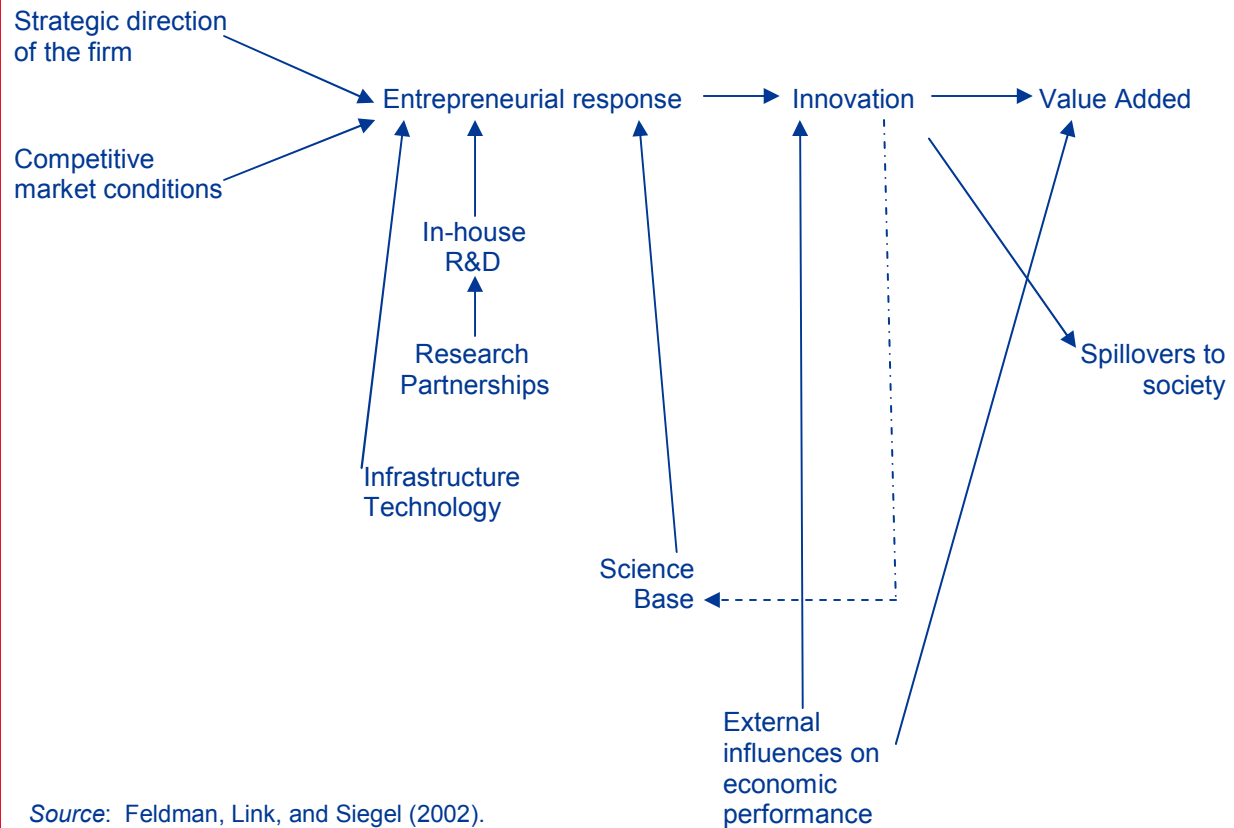 Strategic direction
of the firm
Entrepreneurial response
Innovation
Value Added
Competitive
market conditions
In-house
R&D
Research
Partnerships
Spillovers to
society
Infrastructure
Technology
Science
Base
External
influences on
economic
performance
Source: Feldman, Link, and Siegel (2002).